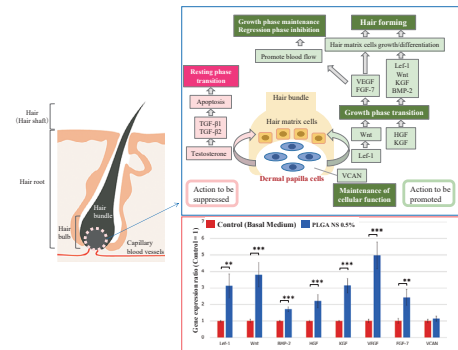 Growth phase maintenance
Regression phase inhibition
Hair forming
Hair matrix cells growth/differentiation
Promote blood flow
Resting phase
transition
Apoptosis
TGF-β1
TGF-β2
Testosterone
Hair bundle
Hair matrix cells
Dermal papilla cells
VEGF
FGF-7
Lef-1
Wnt
KGF
BMP-2
Growth phase transition
Wnt
Lef-1
HGF
KGF
VCAN
Maintenance of
cellular function
Action to be
suppressed
Action to be
promoted
Hair
(Hair shaft)
Hair root
Hair
bundle
Hair
bulb
Capillary
blood vessels
Control (Basal Medium)
PLGA NS 0.5%
Gene expression ratio (Control = 1)
7
6
5
4
3
2
1
0
**
***
***
***
***
***
**
Lef-1
Wnt
BMP-2
HGF
KGF
VEGF
FGF-7
VCAN